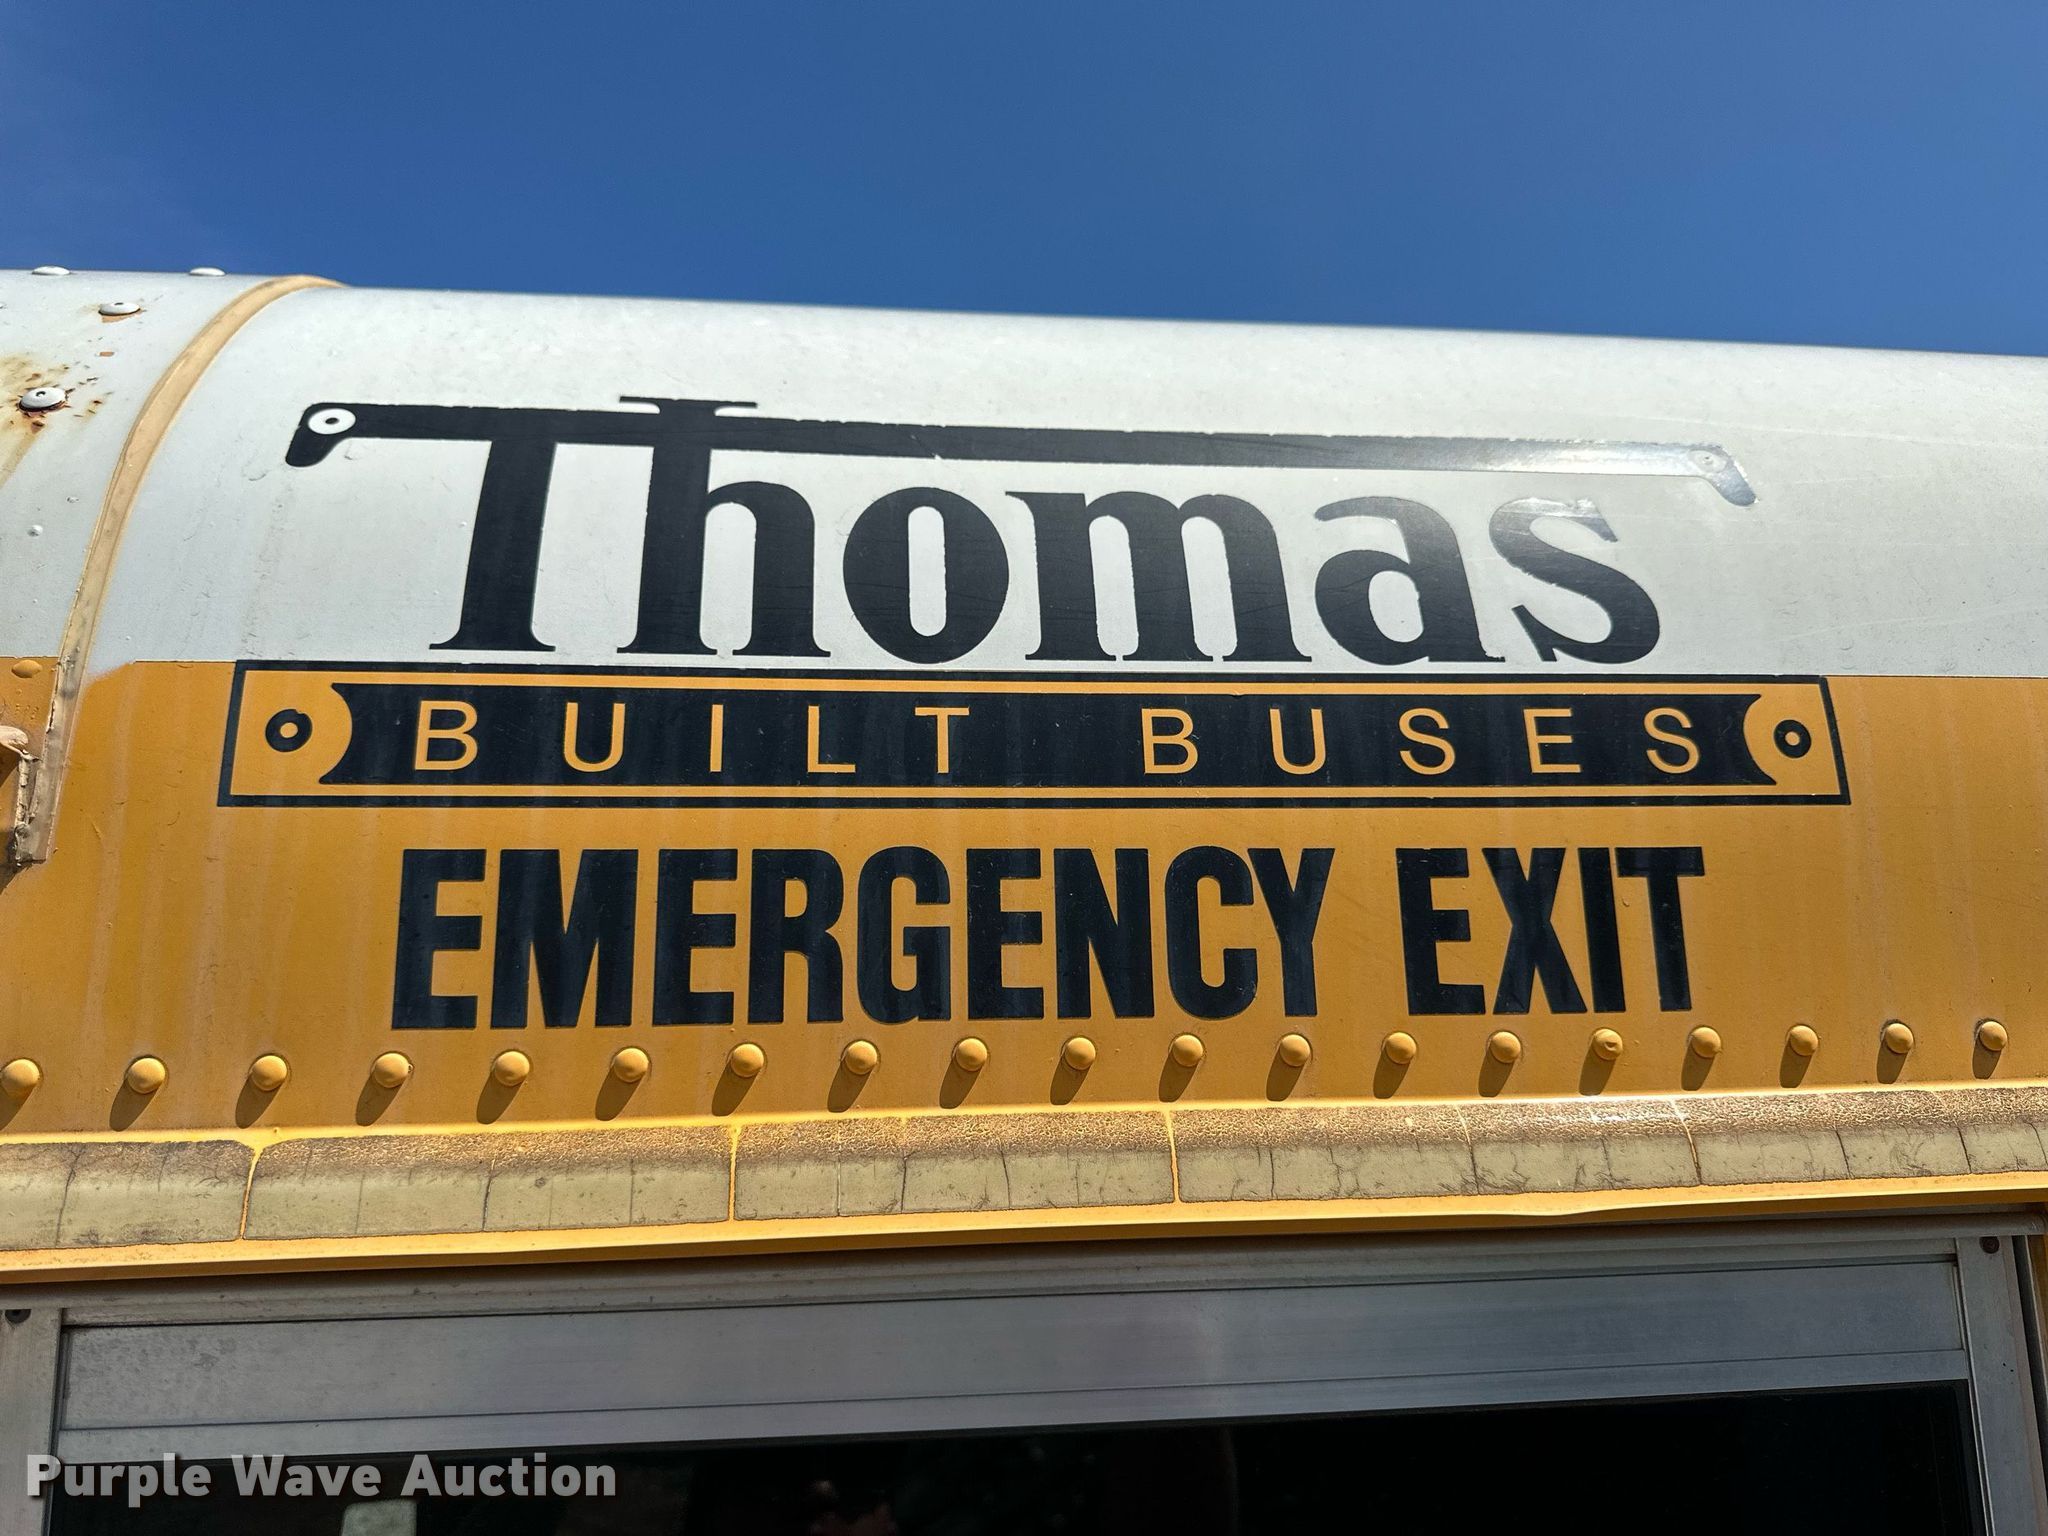 Thomas
BUILT BUSES
EMERGENCY EXIT
Purple Wave Auction